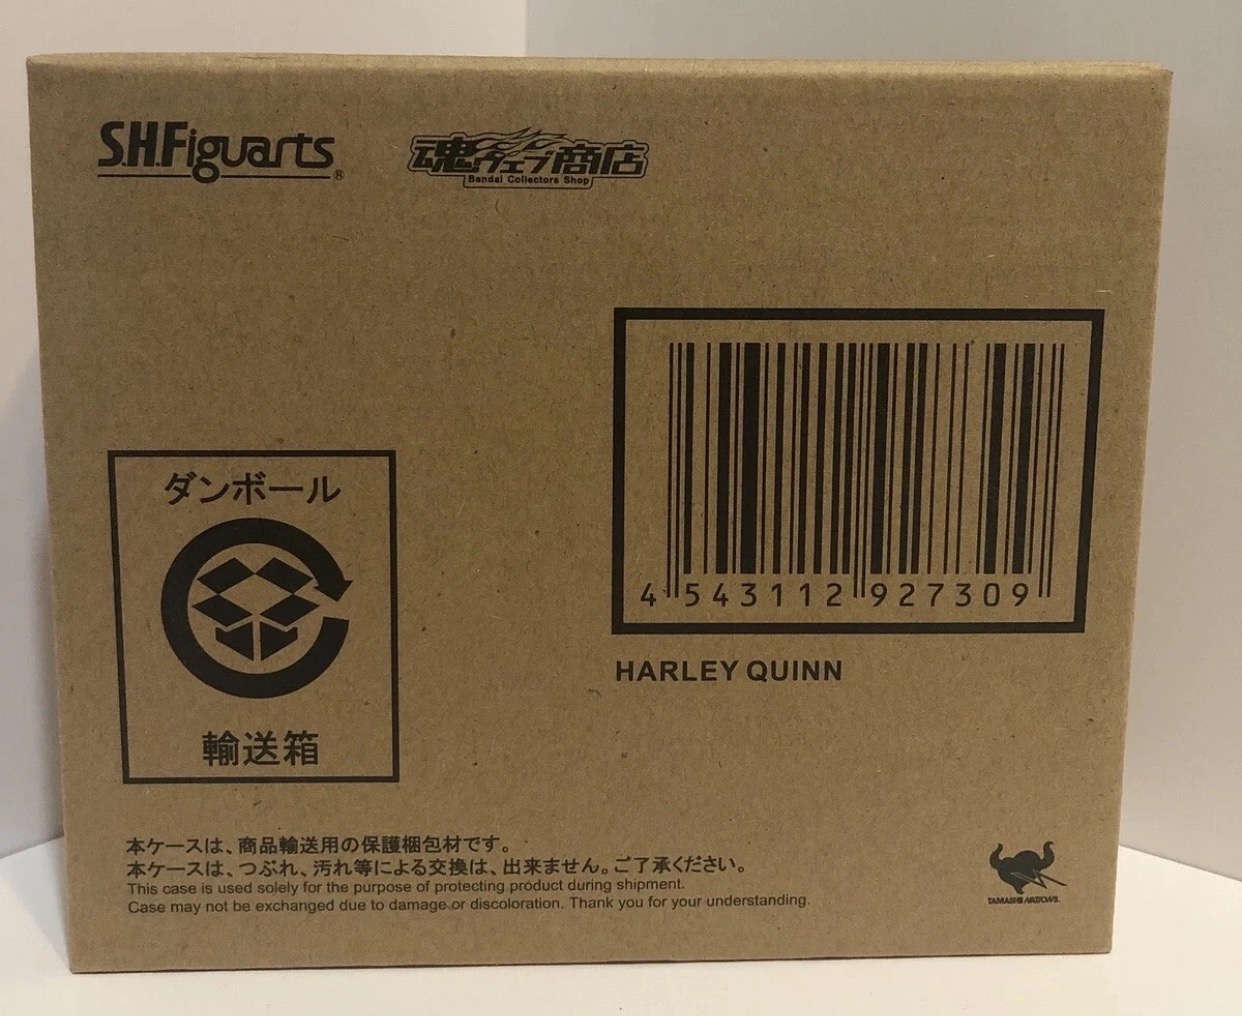 S.H.Figuarts®
魂ウェブ商店
Bandai Collectors Shop
4 543112 927309
HARLEY QUINN
ダンボール
輸送箱
本ケースは、商品輸送用の保護梱包材です。
本ケースは、つぶれ、汚れ等による交換は、出来ません。ご了承ください。
This case is used solely for the purpose of protecting product during shipment.
Case may not be exchanged due to damage or discoloration. Thank you for your understanding.
TAMASHII NATIONS.